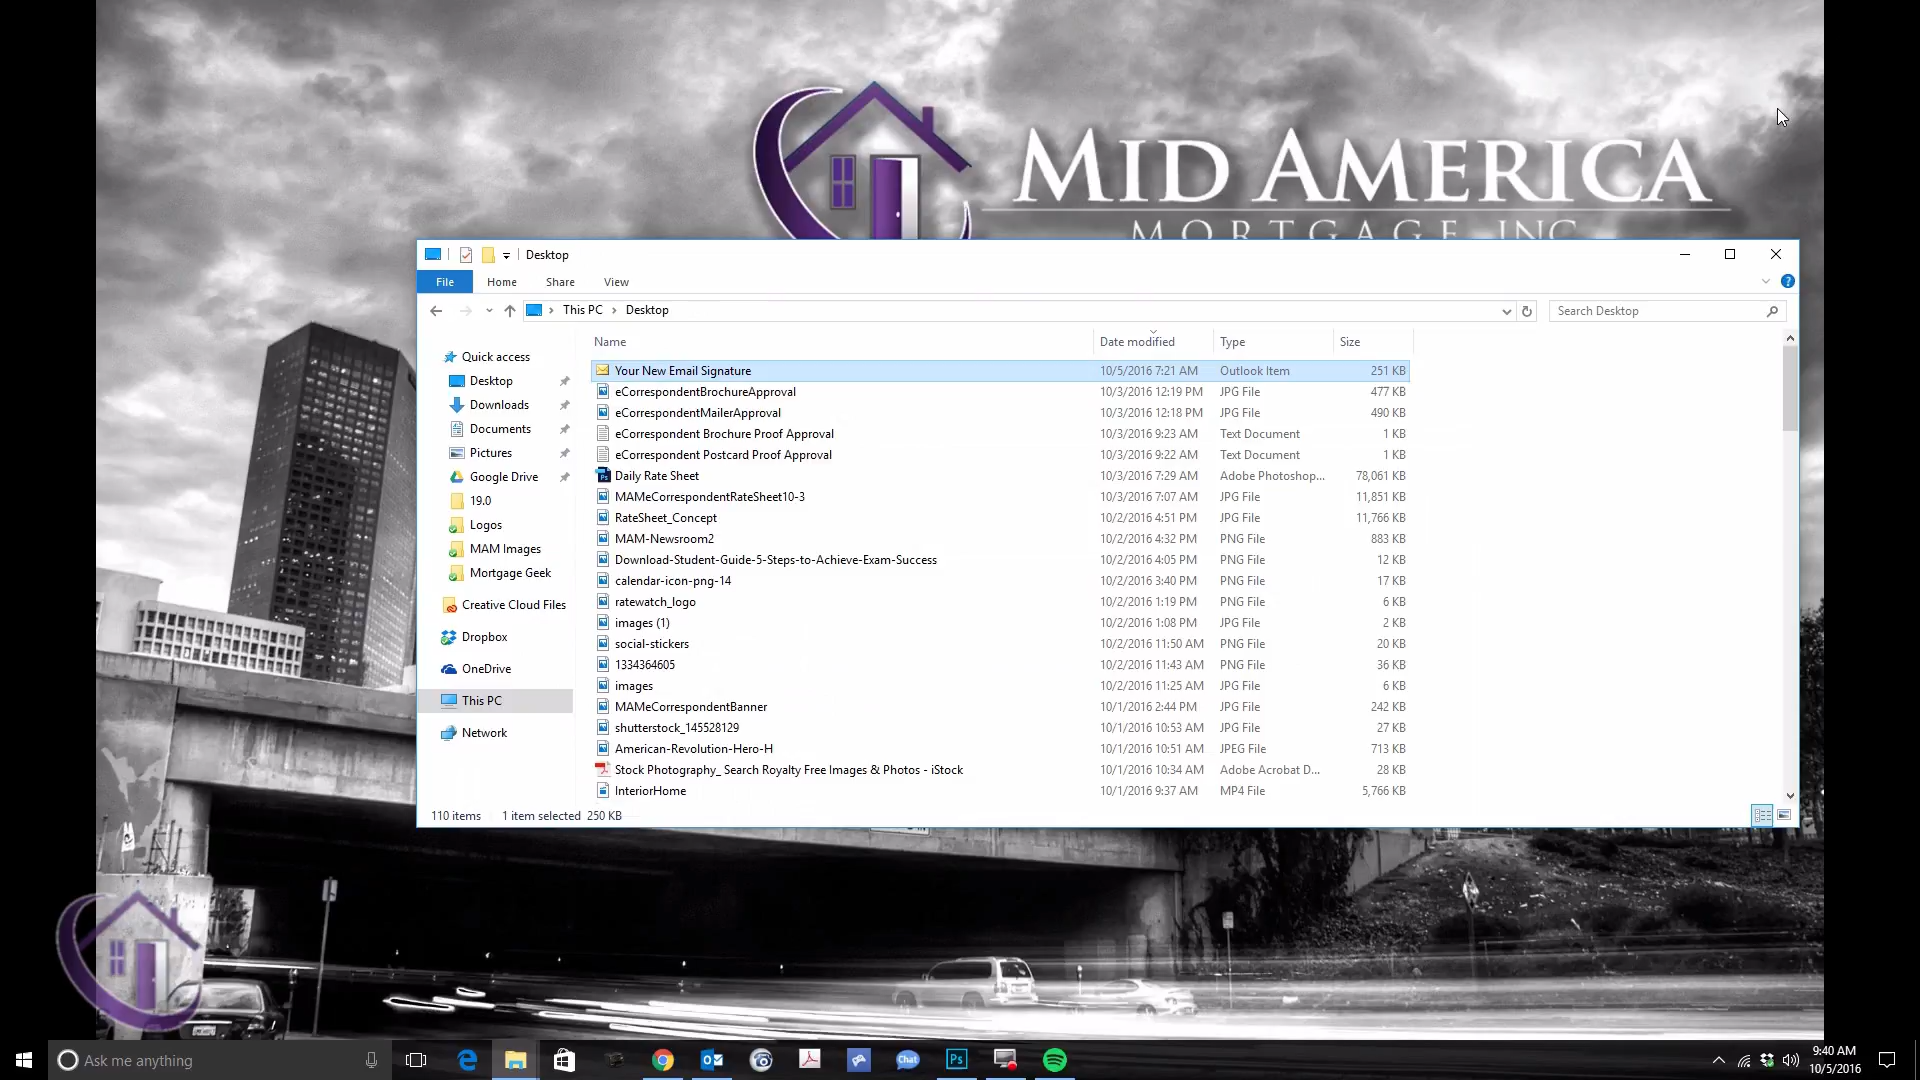 MID AMERICA
MORTGAGE, INC
Desktop
File Home Share View
This PC Desktop
Search Desktop
Name Date modified Type Size
Quick access
Desktop
Downloads
Documents
Pictures
Google Drive
19.0
Logos
MAM Images
Mortgage Geek
Creative Cloud Files
Dropbox
OneDrive
This PC
Network
Your New Email Signature 10/5/2016 7:21 AM Outlook Item 251 KB
eCorrespondentBrochureApproval 10/3/2016 12:19 PM JPG File 477 KB
eCorrespondentMailerApproval 10/3/2016 12:18 PM JPG File 490 KB
eCorrespondent Brochure Proof Approval 10/3/2016 9:23 AM Text Document 1 KB
eCorrespondent Postcard Proof Approval 10/3/2016 9:22 AM Text Document 1 KB
Daily Rate Sheet 10/3/2016 7:29 AM Adobe Photoshop... 78,061 KB
MAMeCorrespondentRateSheet10-3 10/3/2016 7:07 AM JPG File 11,851 KB
RateSheet_Concept 10/2/2016 4:51 PM JPG File 11,766 KB
MAM-Newsroom2 10/2/2016 4:32 PM PNG File 883 KB
Download-Student-Guide-5-Steps-to-Achieve-Exam-Success 10/2/2016 4:05 PM PNG File 12 KB
calendar-icon-png-14 10/2/2016 3:40 PM PNG File 17 KB
ratewatch_logo 10/2/2016 1:19 PM PNG File 6 KB
images (1) 10/2/2016 1:08 PM JPG File 2 KB
social-stickers 10/2/2016 11:50 AM PNG File 20 KB
1334364605 10/2/2016 11:43 AM PNG File 36 KB
images 10/2/2016 11:25 AM JPG File 6 KB
MAMeCorrespondentBanner 10/1/2016 2:44 PM JPG File 242 KB
shutterstock_145528129 10/1/2016 10:53 AM JPG File 27 KB
American-Revolution-Hero-H 10/1/2016 10:51 AM JPEG File 713 KB
Stock Photography_ Search Royalty Free Images & Photos - iStock 10/1/2016 10:34 AM Adobe Acrobat D... 28 KB
InteriorHome 10/1/2016 9:37 AM MP4 File 5,766 KB
110 items 1 item selected 250 KB
Ask me anything
Chat
Ps
9:40 AM
10/5/2016